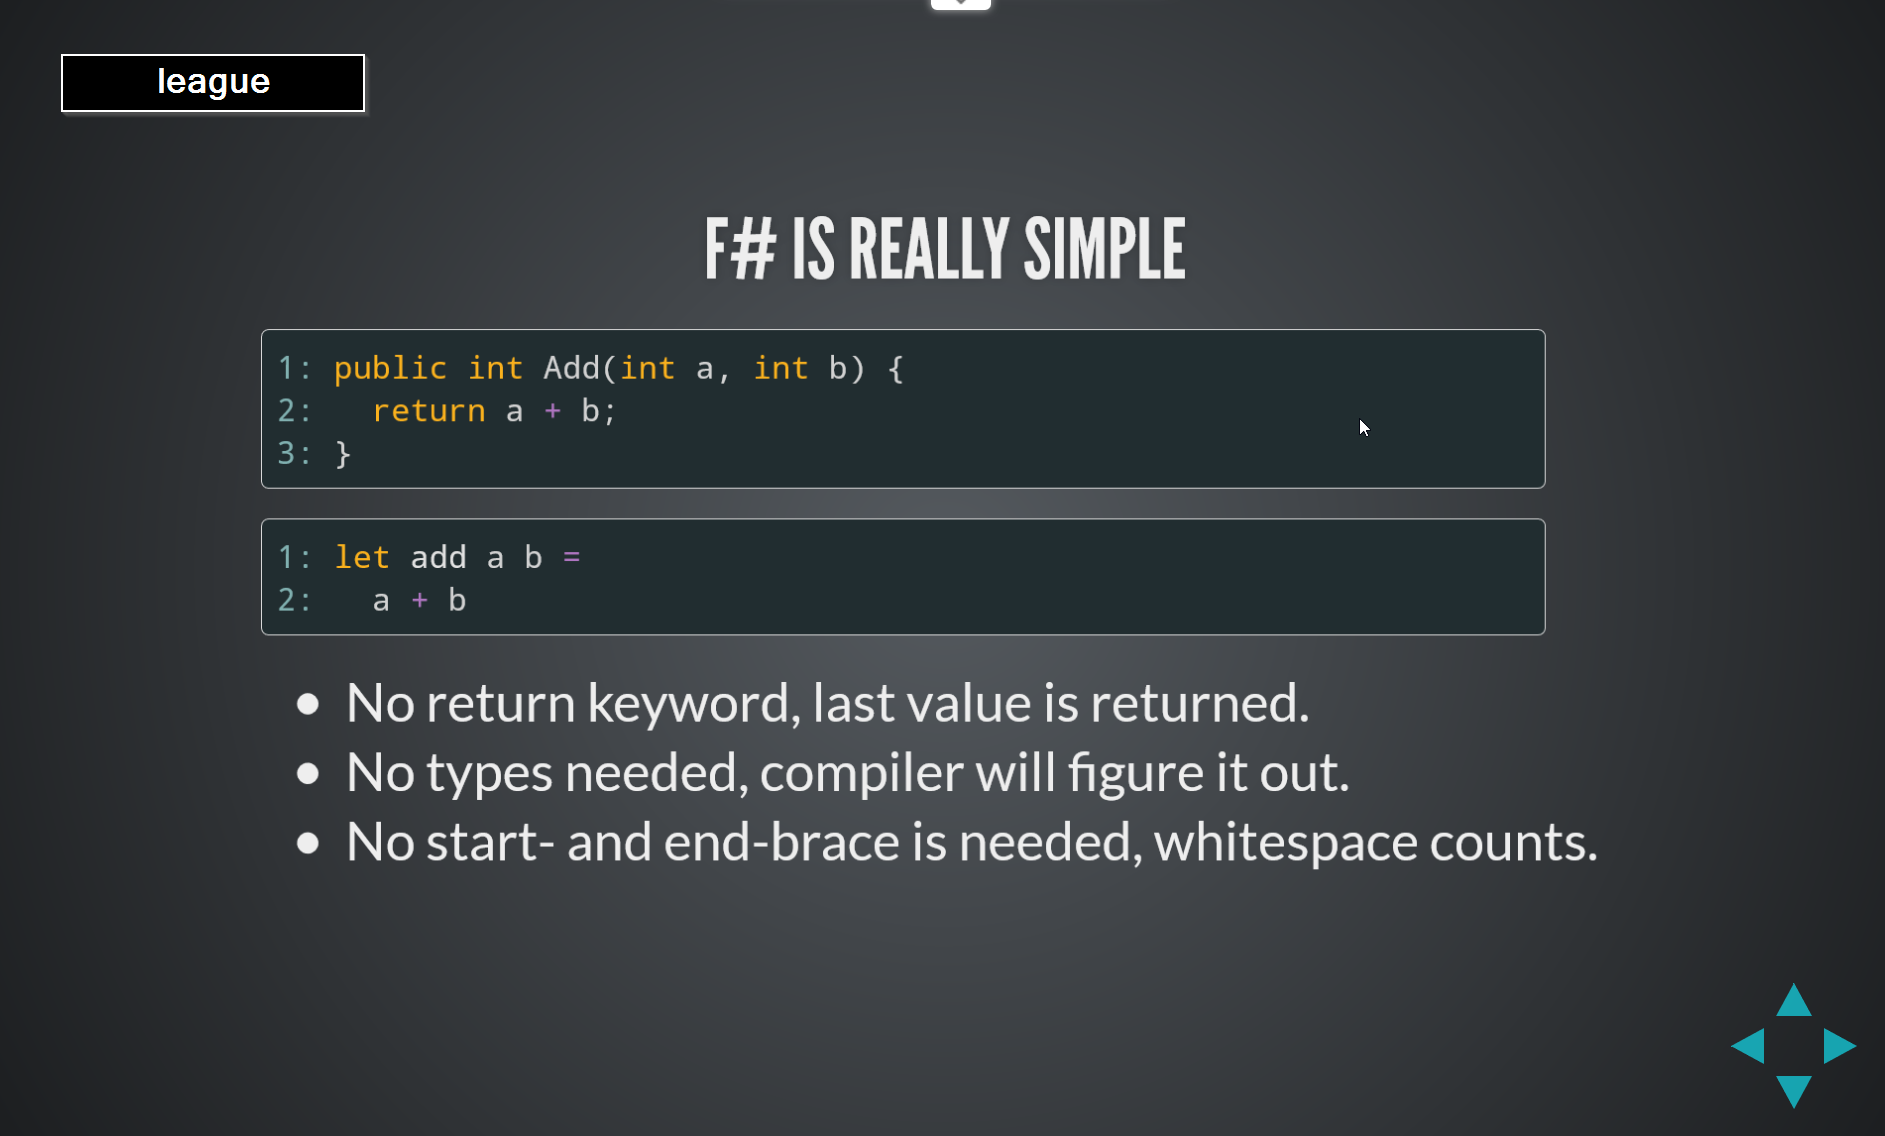 league
F# IS REALLY SIMPLE
1: public int Add(int a, int b) {
2:   return a + b;
3: }
1: let add a b =
2:   a + b
• No return keyword, last value is returned.
• No types needed, compiler will figure it out.
• No start- and end-brace is needed, whitespace counts.